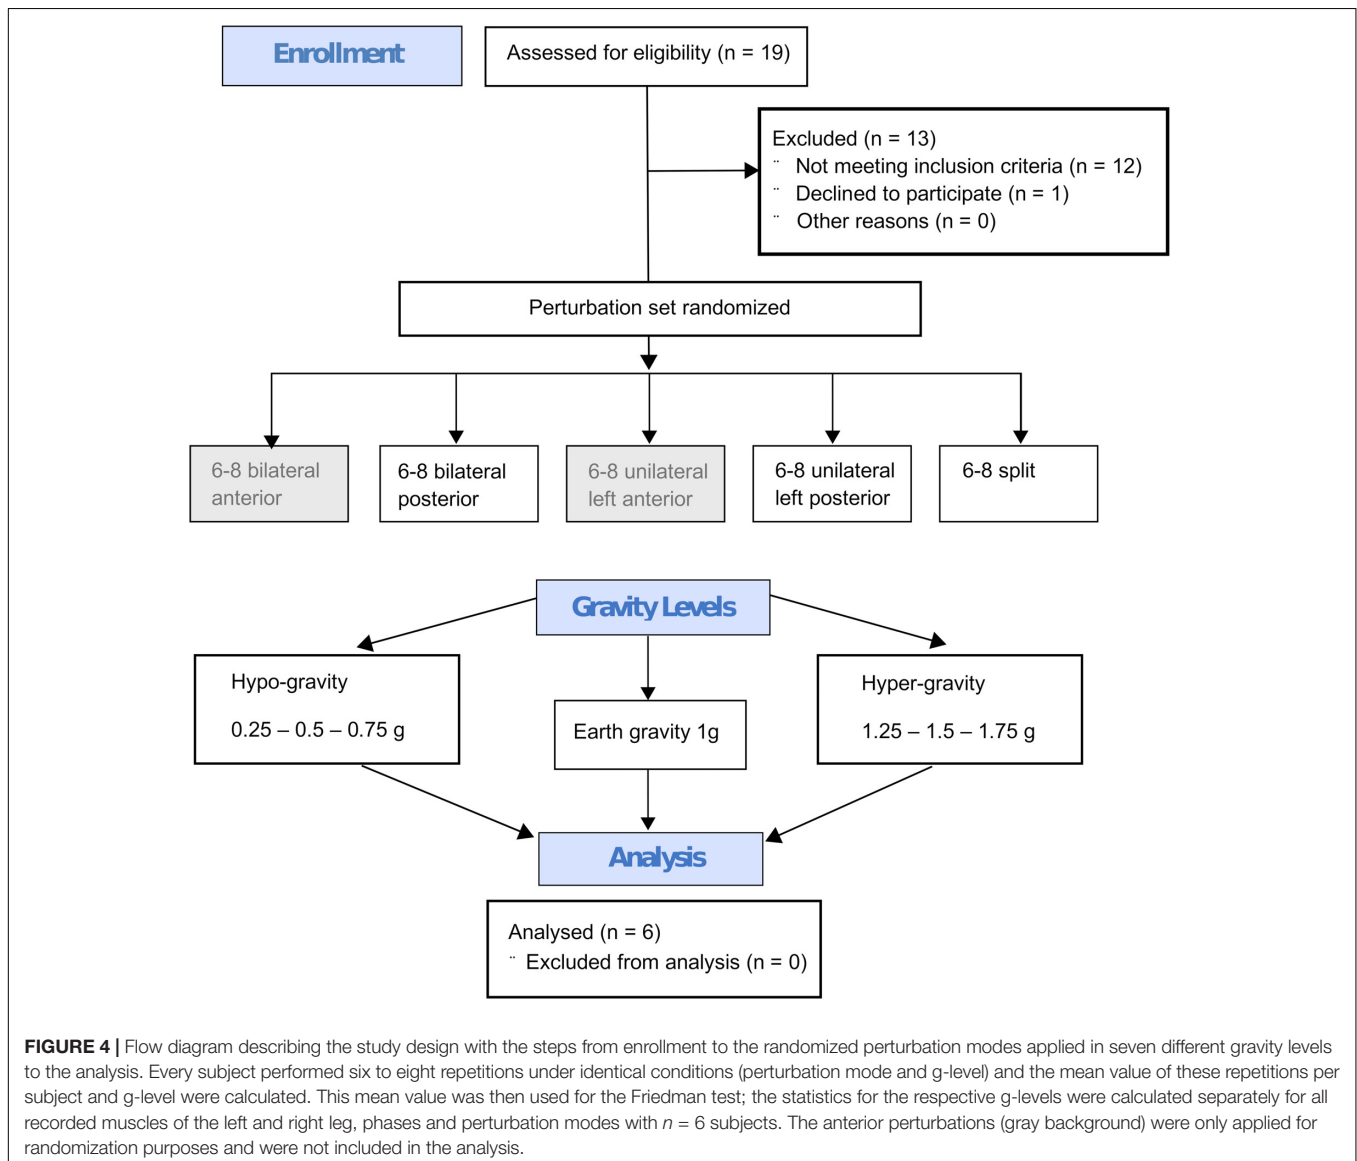 Enrollment
Assessed for eligibility (n = 19)
Excluded (n = 13)
¨ Not meeting inclusion criteria (n = 12)
¨ Declined to participate (n = 1)
¨ Other reasons (n = 0)
Perturbation set randomized
6-8 bilateral
anterior
6-8 bilateral
posterior
6-8 unilateral
left anterior
6-8 unilateral
left posterior
6-8 split
Gravity Levels
Hypo-gravity
0.25 – 0.5 – 0.75 g
Earth gravity 1g
Hyper-gravity
1.25 – 1.5 – 1.75 g
Analysis
Analysed (n = 6)
¨ Excluded from analysis (n = 0)
FIGURE 4 | Flow diagram describing the study design with the steps from enrollment to the randomized perturbation modes applied in seven different gravity levels
to the analysis. Every subject performed six to eight repetitions under identical conditions (perturbation mode and g-level) and the mean value of these repetitions per
subject and g-level were calculated. This mean value was then used for the Friedman test; the statistics for the respective g-levels were calculated separately for all
recorded muscles of the left and right leg, phases and perturbation modes with n = 6 subjects. The anterior perturbations (gray background) were only applied for
randomization purposes and were not included in the analysis.